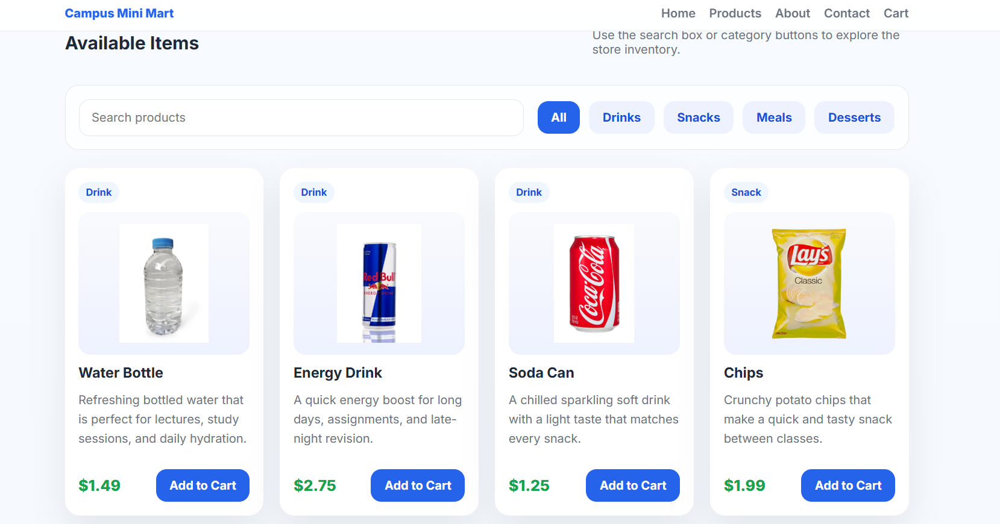 Campus Mini Mart
Home Products About Contact Cart
Available Items
Use the search box or category buttons to explore the
store inventory.
Search products
All Drinks Snacks Meals Desserts
Drink
Water Bottle
Refreshing bottled water that
is perfect for lectures, study
sessions, and daily hydration.
$1.49 Add to Cart
Drink
Red Bull
Energy Drink
A quick energy boost for long
days, assignments, and late-
night revision.
$2.75 Add to Cart
Drink
Coca-Cola
Soda Can
A chilled sparkling soft drink
with a light taste that matches
every snack.
$1.25 Add to Cart
Snack
Lay's
Classic
Chips
Crunchy potato chips that
make a quick and tasty snack
between classes.
$1.99 Add to Cart